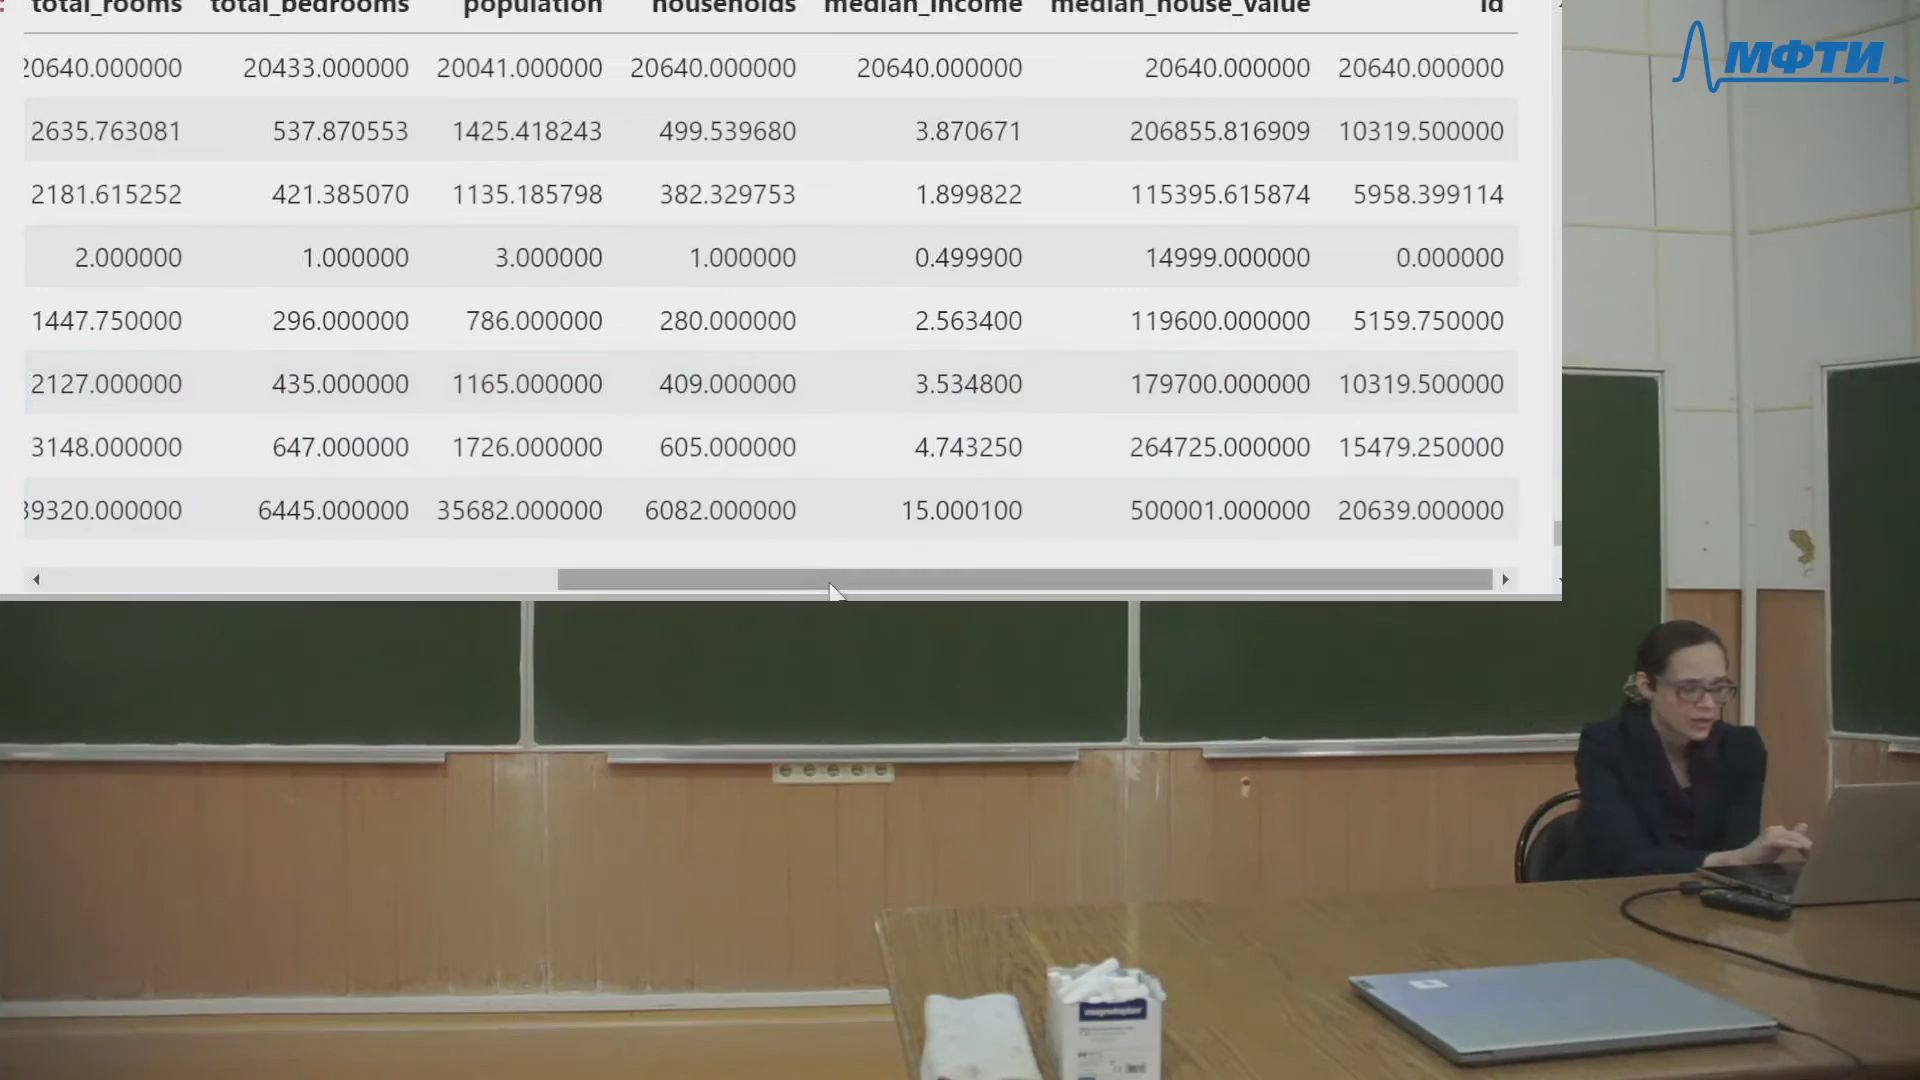 total_rooms total_bedrooms population households median_income median_house_value id
20640.000000 20433.000000 20041.000000 20640.000000 20640.000000 20640.000000 20640.000000
2635.763081 537.870553 1425.418243 499.539680 3.870671 206855.816909 10319.500000
2181.615252 421.385070 1135.185798 382.329753 1.899822 115395.615874 5958.399114
2.000000 1.000000 3.000000 1.000000 0.499900 14999.000000 0.000000
1447.750000 296.000000 786.000000 280.000000 2.563400 119600.000000 5159.750000
2127.000000 435.000000 1165.000000 409.000000 3.534800 179700.000000 10319.500000
3148.000000 647.000000 1726.000000 605.000000 4.743250 264725.000000 15479.250000
39320.000000 6445.000000 35682.000000 6082.000000 15.000100 500001.000000 20639.000000
МФТИ